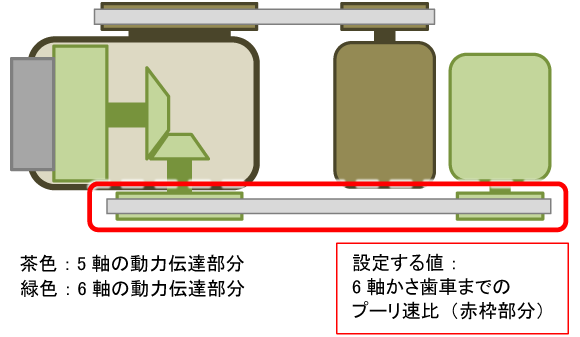 茶色：５軸の動力伝達部分
緑色：６軸の動力伝達部分
設定する値：
６軸かさ歯車までの
プーリ速比（赤枠部分）